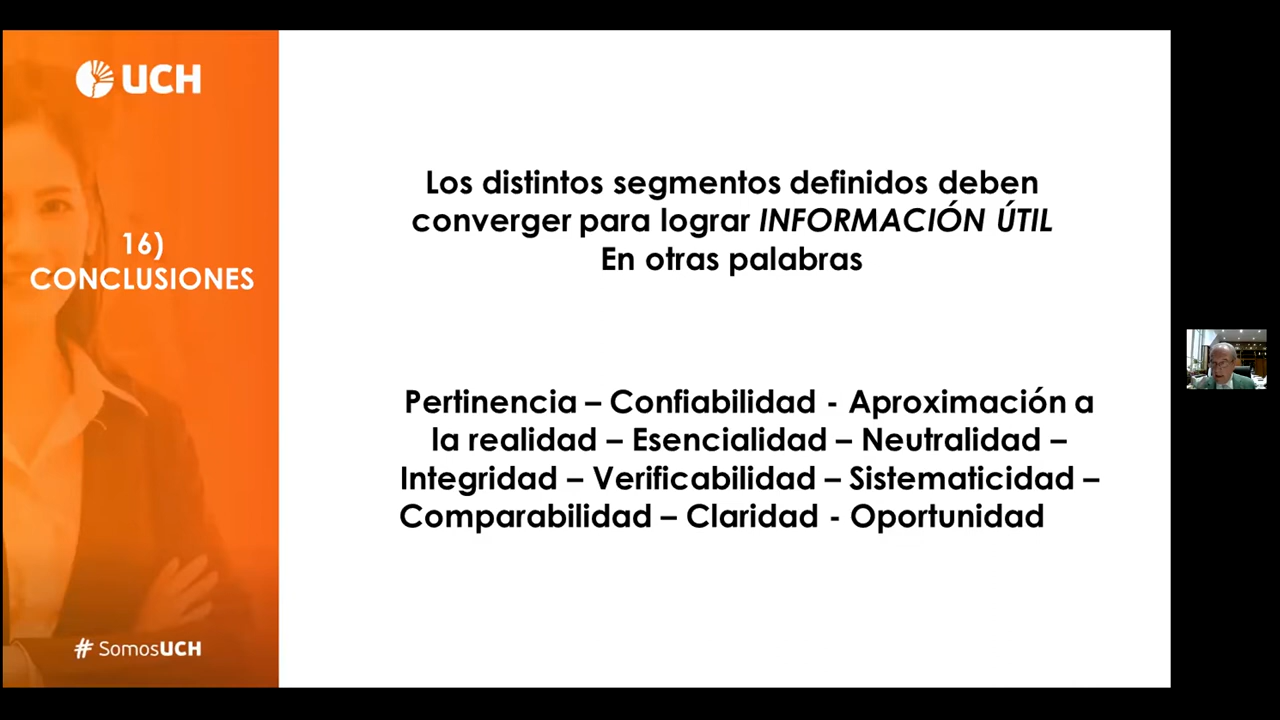 UCH
16)
CONCLUSIONES
# SomosUCH
Los distintos segmentos definidos deben
converger para lograr INFORMACIÓN ÚTIL
En otras palabras
Pertinencia – Confiabilidad - Aproximación a
la realidad – Esencialidad – Neutralidad –
Integridad – Verificabilidad – Sistematicidad –
Comparabilidad – Claridad - Oportunidad